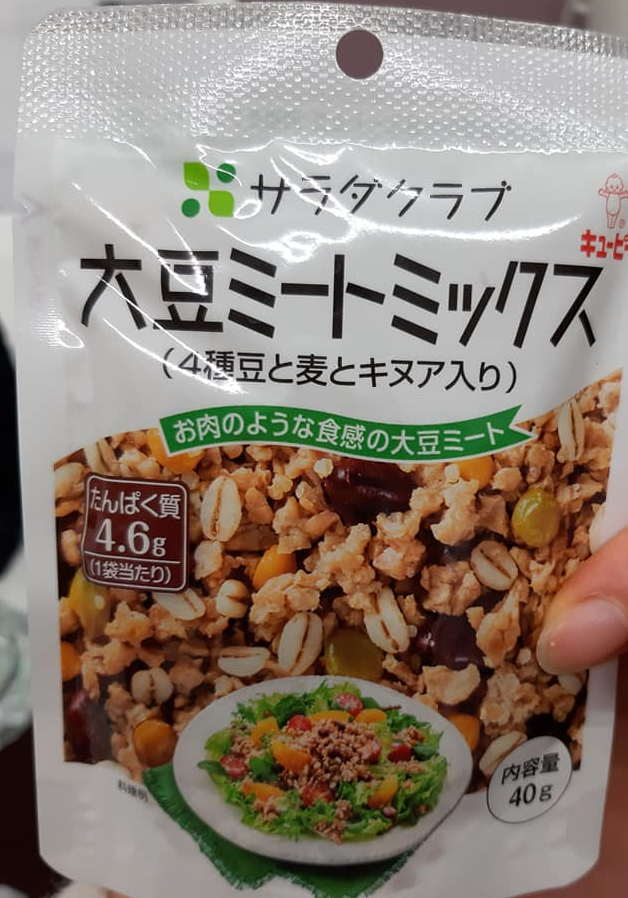 サラダクラブ
キューピー
大豆ミートミックス
(4種豆と麦とキヌア入り)
お肉のような食感の大豆ミート
たんぱく質
4.6g
(1袋当たり)
内容量
40g
料理例